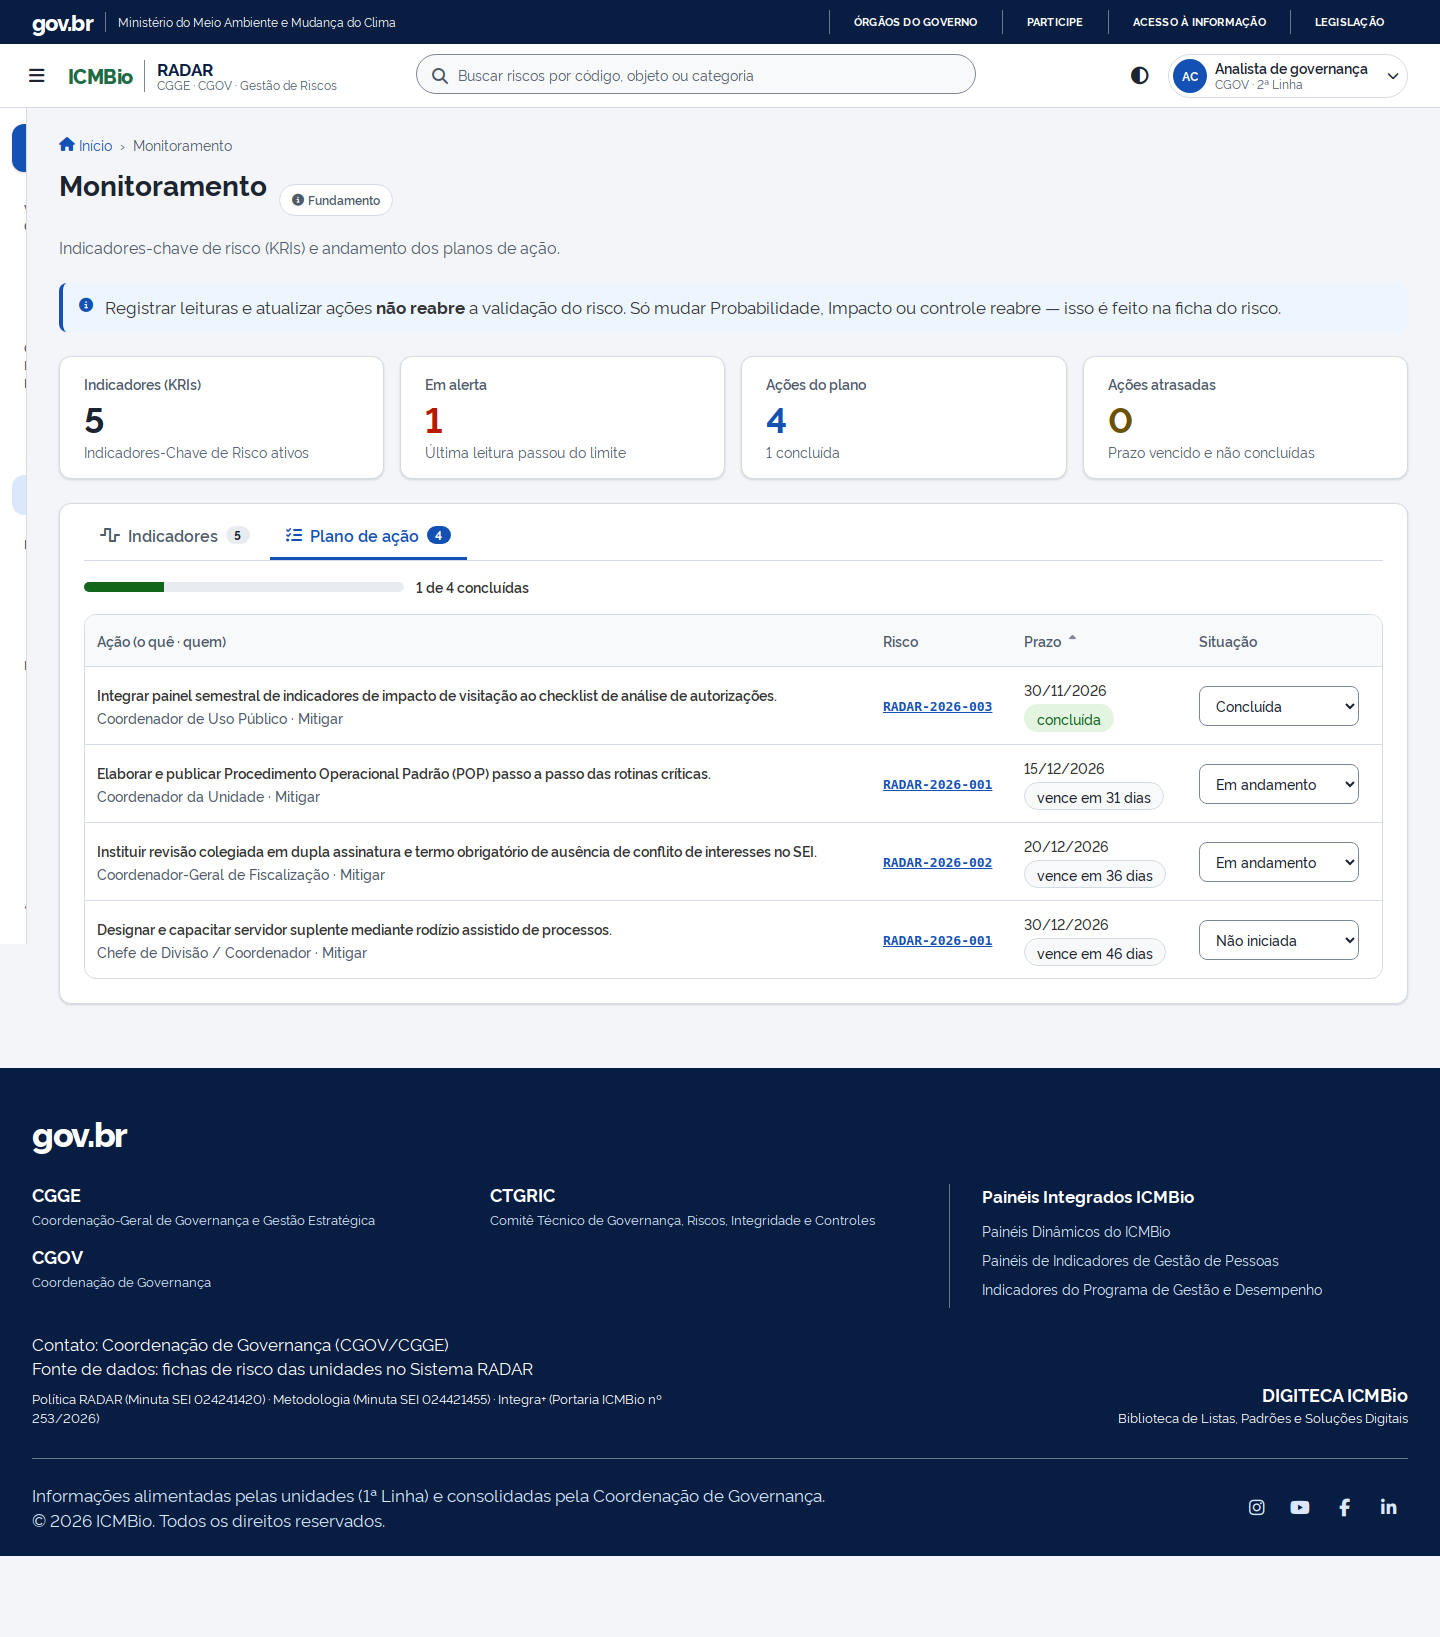 gov.br
Ministério do Meio Ambiente e Mudança do Clima
ÓRGÃOS DO GOVERNO
PARTICIPE
ACESSO À INFORMAÇÃO
LEGISLAÇÃO
ICMBio
RADAR
CGGE · CGOV · Gestão de Riscos
Buscar riscos por código, objeto ou categoria
AC
Analista de governança
CGOV · 2ª Linha
Início › Monitoramento
Monitoramento
Fundamento
Indicadores-chave de risco (KRIs) e andamento dos planos de ação.
Registrar leituras e atualizar ações não reabre a validação do risco. Só mudar Probabilidade, Impacto ou controle reabre — isso é feito na ficha do risco.
Indicadores (KRIs)
5
Indicadores-Chave de Risco ativos
Em alerta
1
Última leitura passou do limite
Ações do plano
4
1 concluída
Ações atrasadas
0
Prazo vencido e não concluídas
Indicadores 5
Plano de ação 4
1 de 4 concluídas
Ação (o quê · quem)
Risco
Prazo
Situação
Integrar painel semestral de indicadores de impacto de visitação ao checklist de análise de autorizações.
Coordenador de Uso Público · Mitigar
RADAR-2026-003
30/11/2026
concluída
Concluída
Elaborar e publicar Procedimento Operacional Padrão (POP) passo a passo das rotinas críticas.
Coordenador da Unidade · Mitigar
RADAR-2026-001
15/12/2026
vence em 31 dias
Em andamento
Instituir revisão colegiada em dupla assinatura e termo obrigatório de ausência de conflito de interesses no SEI.
Coordenador-Geral de Fiscalização · Mitigar
RADAR-2026-002
20/12/2026
vence em 36 dias
Em andamento
Designar e capacitar servidor suplente mediante rodízio assistido de processos.
Chefe de Divisão / Coordenador · Mitigar
RADAR-2026-001
30/12/2026
vence em 46 dias
Não iniciada
gov.br
CGGE
Coordenação-Geral de Governança e Gestão Estratégica
CGOV
Coordenação de Governança
CTGRIC
Comitê Técnico de Governança, Riscos, Integridade e Controles
Painéis Integrados ICMBio
Painéis Dinâmicos do ICMBio
Painéis de Indicadores de Gestão de Pessoas
Indicadores do Programa de Gestão e Desempenho
Contato: Coordenação de Governança (CGOV/CGGE)
Fonte de dados: fichas de risco das unidades no Sistema RADAR
Política RADAR (Minuta SEI 024241420) · Metodologia (Minuta SEI 024421455) · Integra+ (Portaria ICMBio nº
253/2026)
DIGITECA ICMBio
Biblioteca de Listas, Padrões e Soluções Digitais
Informações alimentadas pelas unidades (1ª Linha) e consolidadas pela Coordenação de Governança.
© 2026 ICMBio. Todos os direitos reservados.